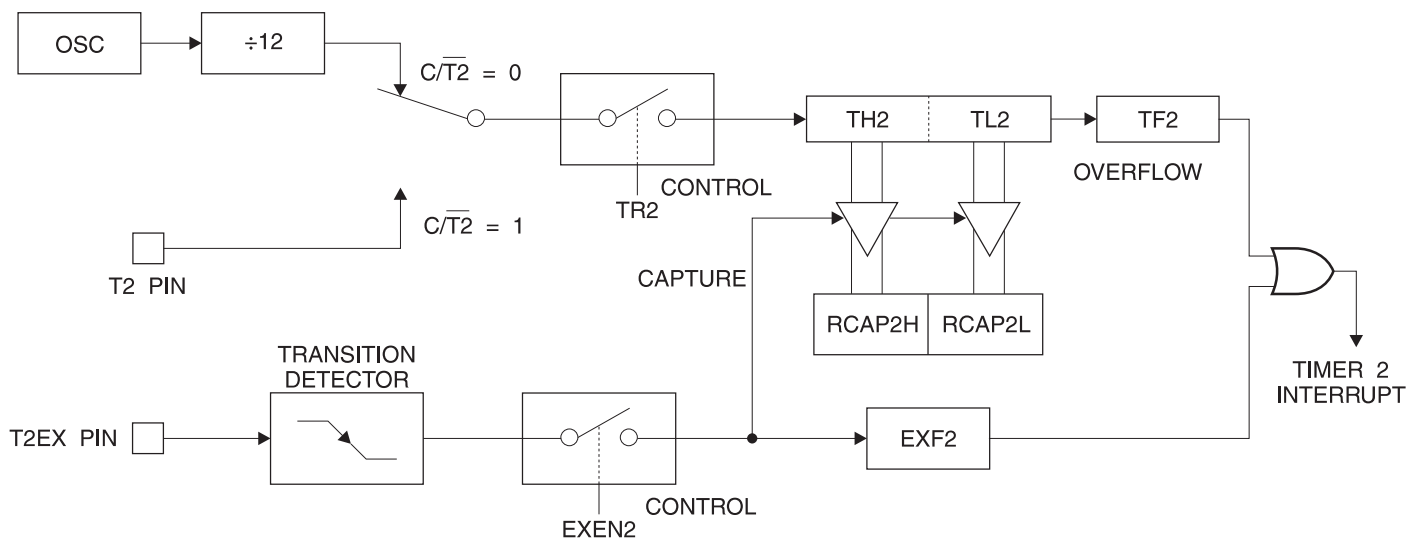 OSC
÷12
C/T2̅ = 0
TH2
TL2
TF2
OVERFLOW
CONTROL
TR2
C/T2̅ = 1
T2 PIN
CAPTURE
RCAP2H
RCAP2L
TRANSITION
DETECTOR
TIMER 2
INTERRUPT
T2EX PIN
EXF2
CONTROL
EXEN2